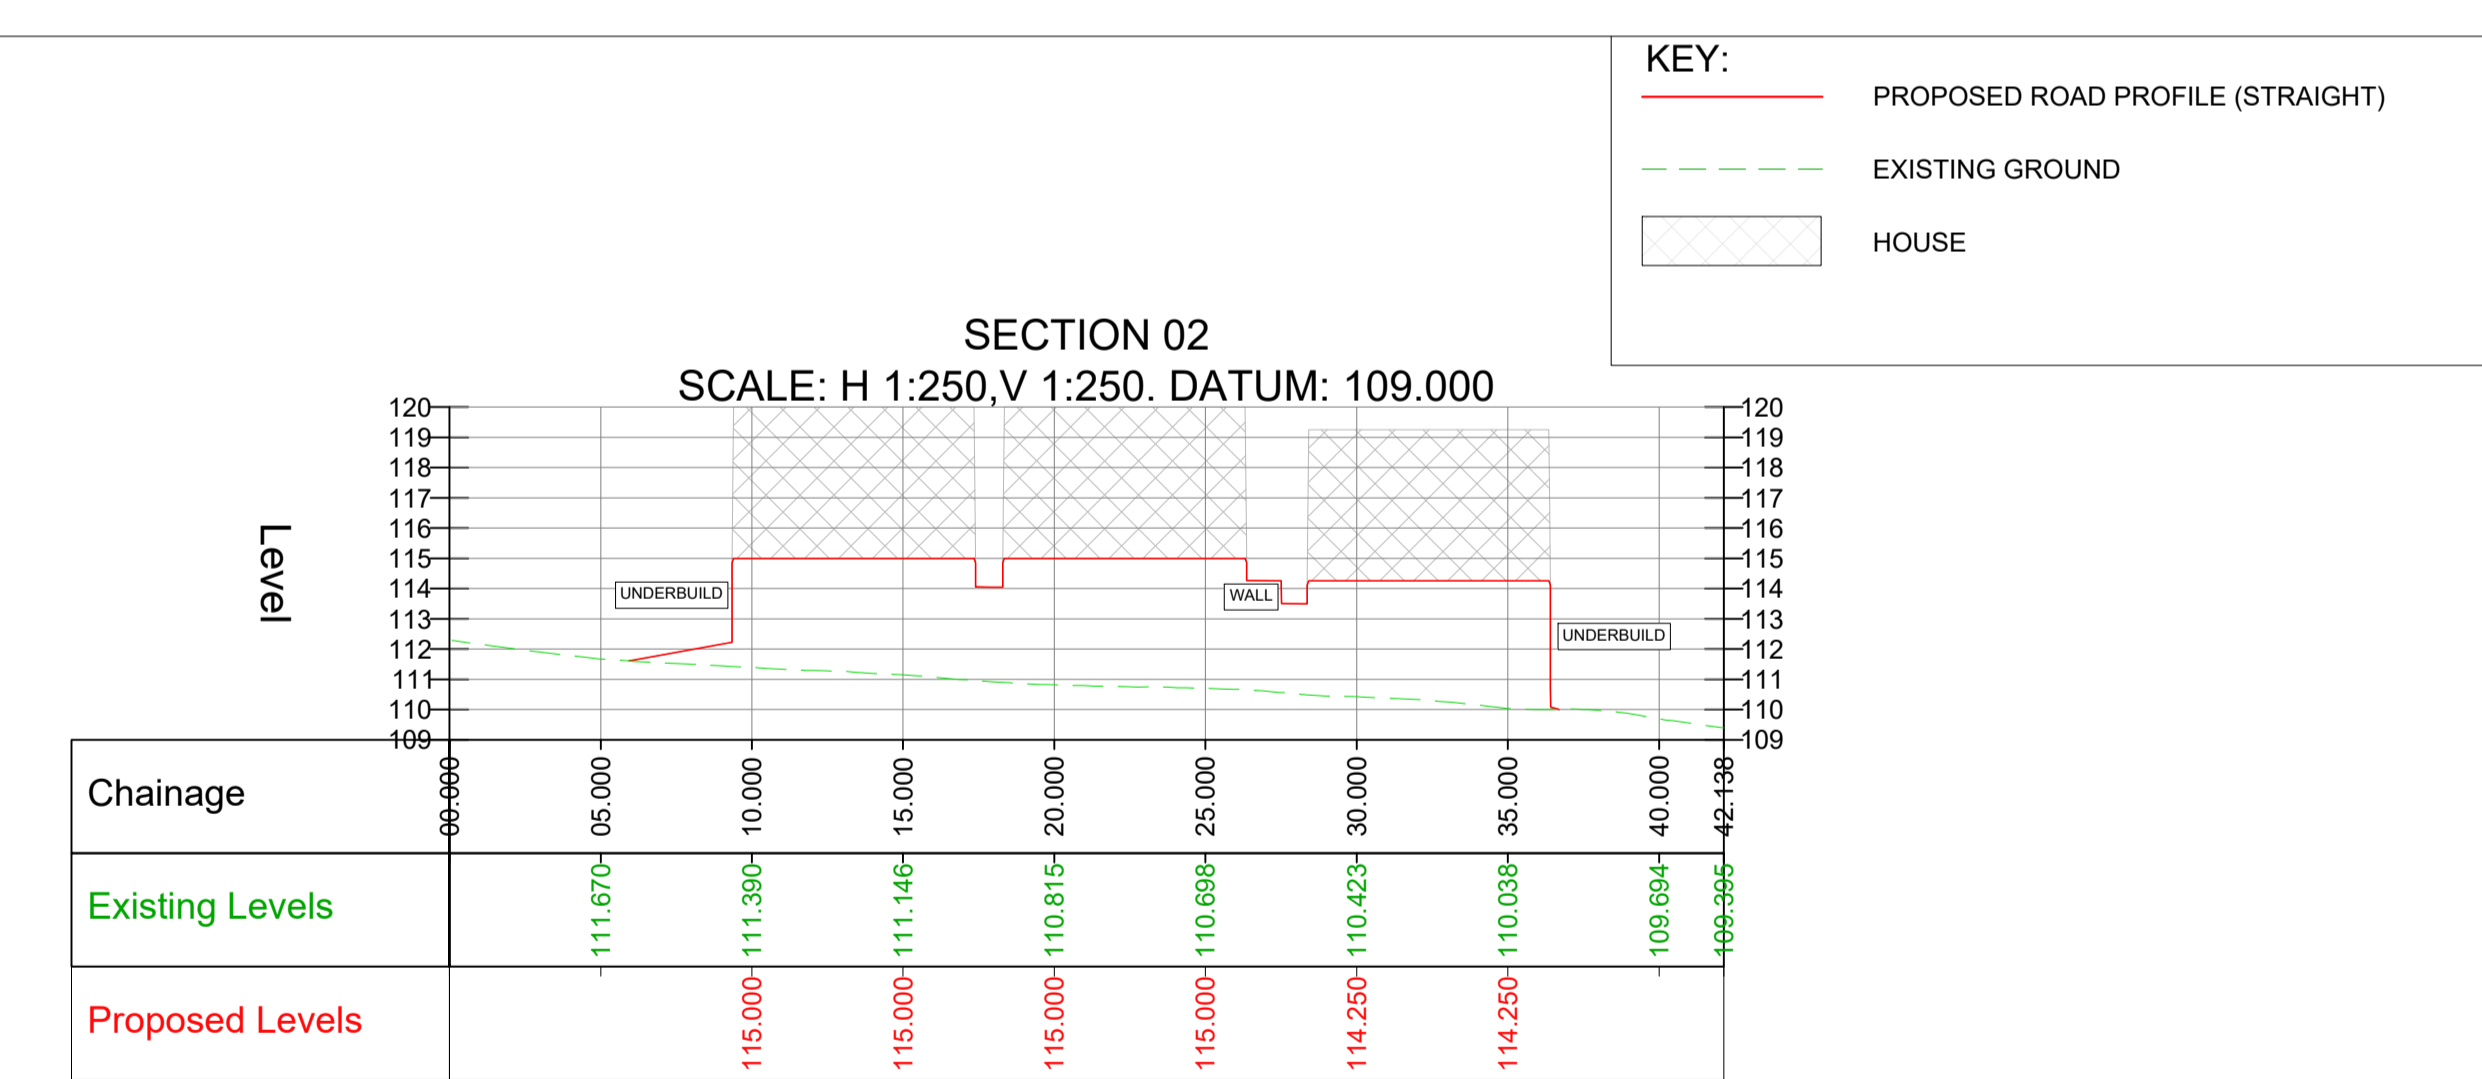 KEY:
PROPOSED ROAD PROFILE (STRAIGHT)
EXISTING GROUND
HOUSE
SECTION 02
SCALE: H 1:250,V 1:250. DATUM: 109.000
Level
120 120
119 119
118 118
117 117
116 116
115 115
114 114
113 113
112 112
111 111
110 110
109 109
UNDERBUILD
WALL
UNDERBUILD
Chainage 00.000 05.000 10.000 15.000 20.000 25.000 30.000 35.000 40.000 42.138
Existing Levels 111.670 111.390 111.146 110.815 110.698 110.423 110.038 109.694 109.395
Proposed Levels 115.000 115.000 115.000 115.000 114.250 114.250